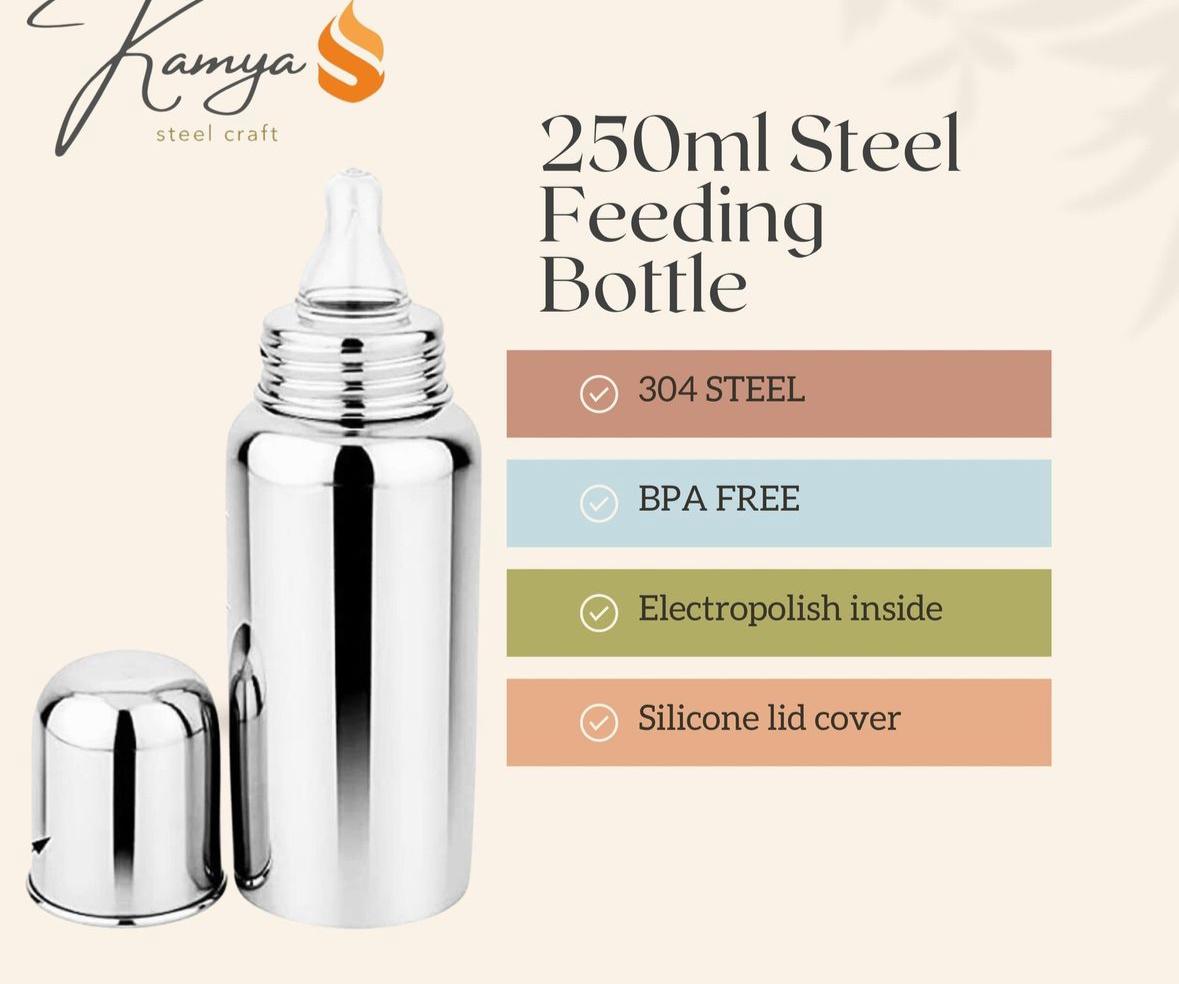 Kamya
steel craft
250ml Steel
Feeding
Bottle
304 STEEL
BPA FREE
Electropolish inside
Silicone lid cover